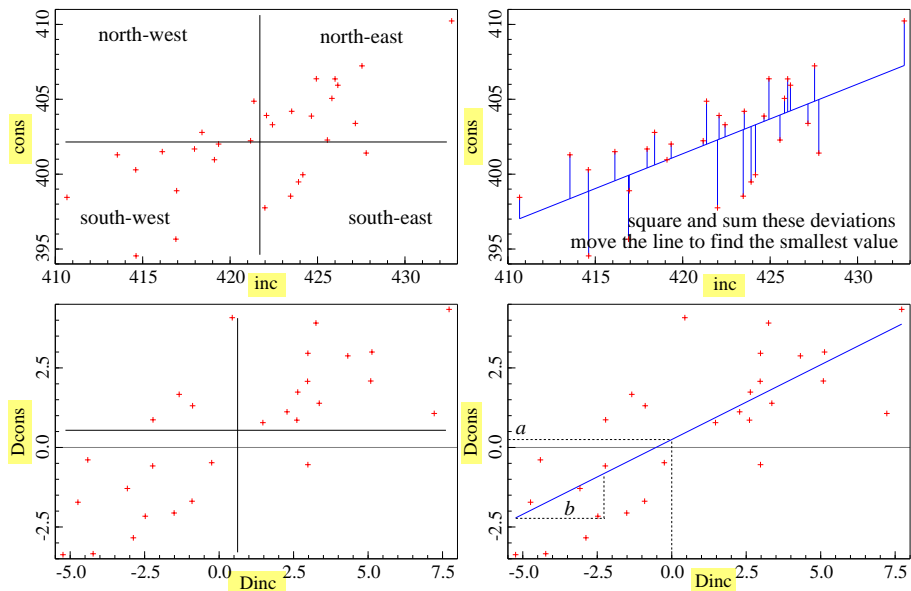 410
north-west
north-east
405
cons
400
south-west
south-east
395
410
415
420
425
430
inc
410
405
cons
400
square and sum these deviations
move the line to find the smallest value
395
410
415
420
425
430
inc
2.5
Dcons
0.0
-2.5
-5.0
-2.5
0.0
2.5
5.0
7.5
Dinc
2.5
Dcons
a
0.0
b
-2.5
-5.0
-2.5
0.0
2.5
5.0
7.5
Dinc